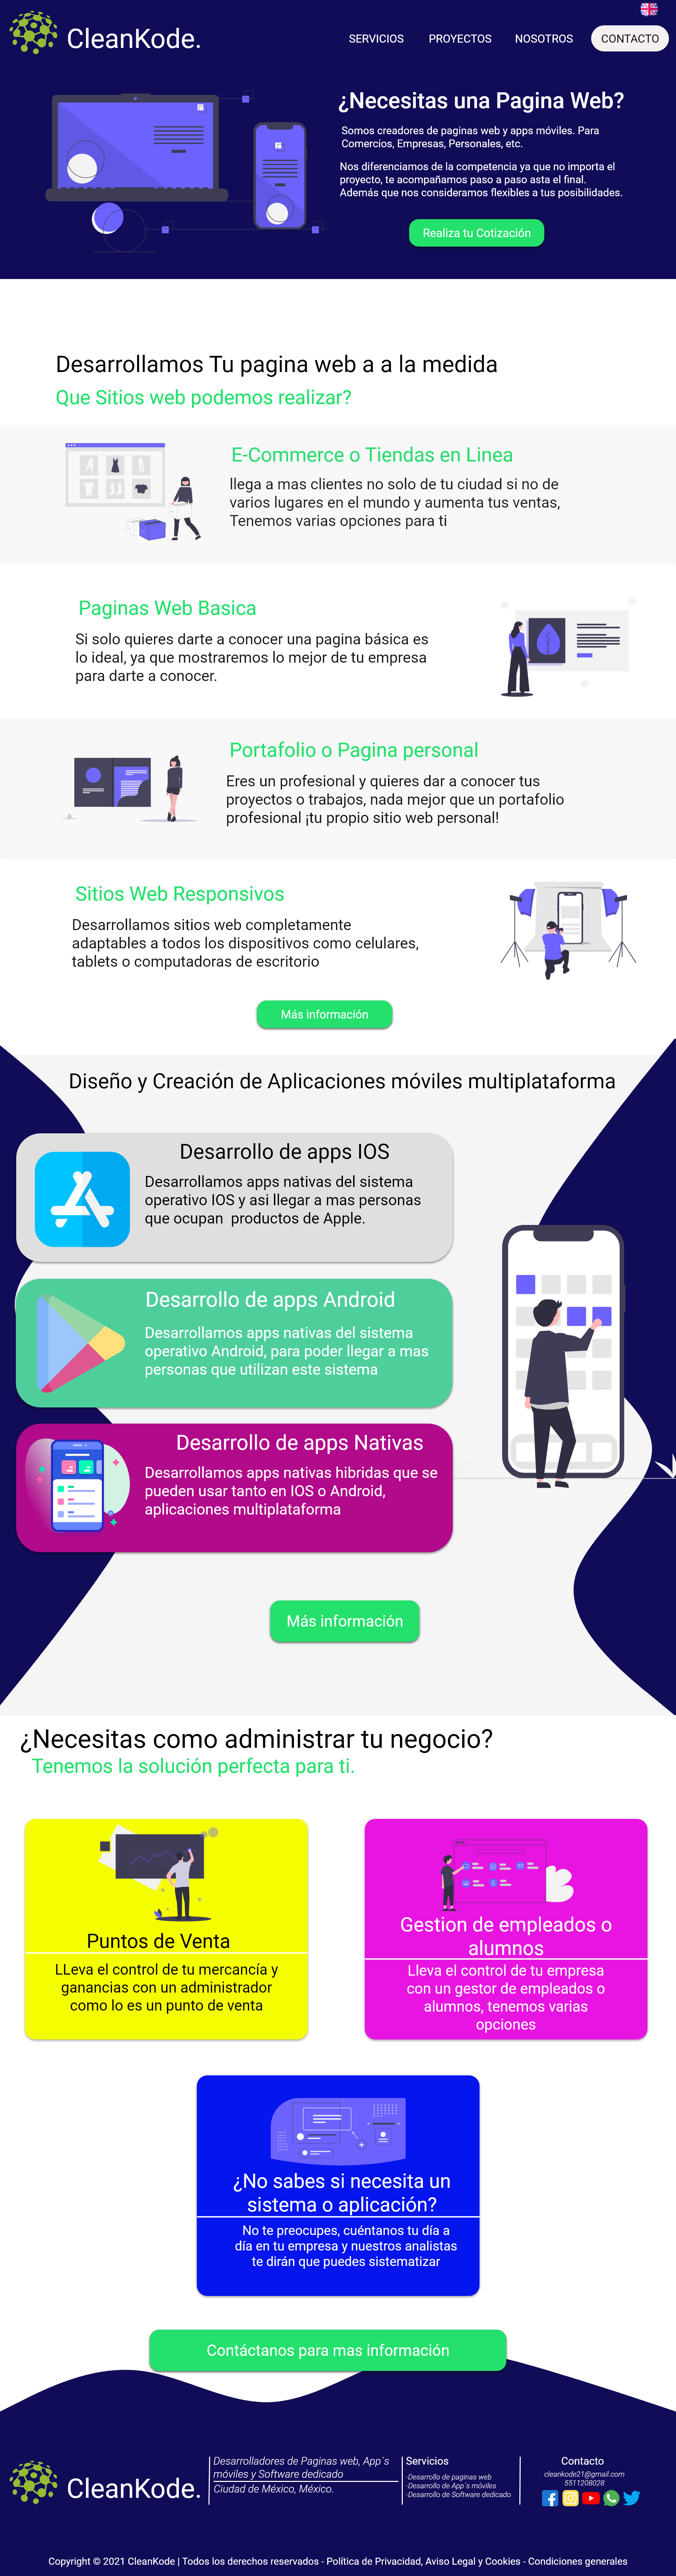 CleanKode.
SERVICIOS PROYECTOS NOSOTROS CONTACTO
¿Necesitas una Pagina Web?
Somos creadores de paginas web y apps móviles. Para
Comercios, Empresas, Personales, etc.
Nos diferenciamos de la competencia ya que no importa el
proyecto, te acompañamos paso a paso asta el final.
Además que nos consideramos flexibles a tus posibilidades.
Realiza tu Cotización
Desarrollamos Tu pagina web a a la medida
Que Sitios web podemos realizar?
E-Commerce o Tiendas en Linea
llega a mas clientes no solo de tu ciudad si no de
varios lugares en el mundo y aumenta tus ventas,
Tenemos varias opciones para ti
Paginas Web Basica
Si solo quieres darte a conocer una pagina básica es
lo ideal, ya que mostraremos lo mejor de tu empresa
para darte a conocer.
Portafolio o Pagina personal
Eres un profesional y quieres dar a conocer tus
proyectos o trabajos, nada mejor que un portafolio
profesional ¡tu propio sitio web personal!
Sitios Web Responsivos
Desarrollamos sitios web completamente
adaptables a todos los dispositivos como celulares,
tablets o computadoras de escritorio
Más información
Diseño y Creación de Aplicaciones móviles multiplataforma
Desarrollo de apps IOS
Desarrollamos apps nativas del sistema
operativo IOS y asi llegar a mas personas
que ocupan productos de Apple.
Desarrollo de apps Android
Desarrollamos apps nativas del sistema
operativo Android, para poder llegar a mas
personas que utilizan este sistema
Desarrollo de apps Nativas
Desarrollamos apps nativas hibridas que se
pueden usar tanto en IOS o Android,
aplicaciones multiplataforma
Más información
¿Necesitas como administrar tu negocio?
Tenemos la solución perfecta para ti.
Puntos de Venta
LLeva el control de tu mercancía y
ganancias con un administrador
como lo es un punto de venta
Gestion de empleados o
alumnos
Lleva el control de tu empresa
con un gestor de empleados o
alumnos, tenemos varias
opciones
¿No sabes si necesita un
sistema o aplicación?
No te preocupes, cuéntanos tu día a
día en tu empresa y nuestros analistas
te dirán que puedes sistematizar
Contáctanos para mas información
CleanKode.
Desarrolladores de Paginas web, App´s
móviles y Software dedicado
Ciudad de México, México.
Servicios
-Desarrollo de paginas web
-Desarrollo de App´s móviles
-Desarrollo de Software dedicado
Contacto
cleankode21@gmail.com
5511208028
Copyright © 2021 CleanKode | Todos los derechos reservados - Política de Privacidad, Aviso Legal y Cookies - Condiciones generales